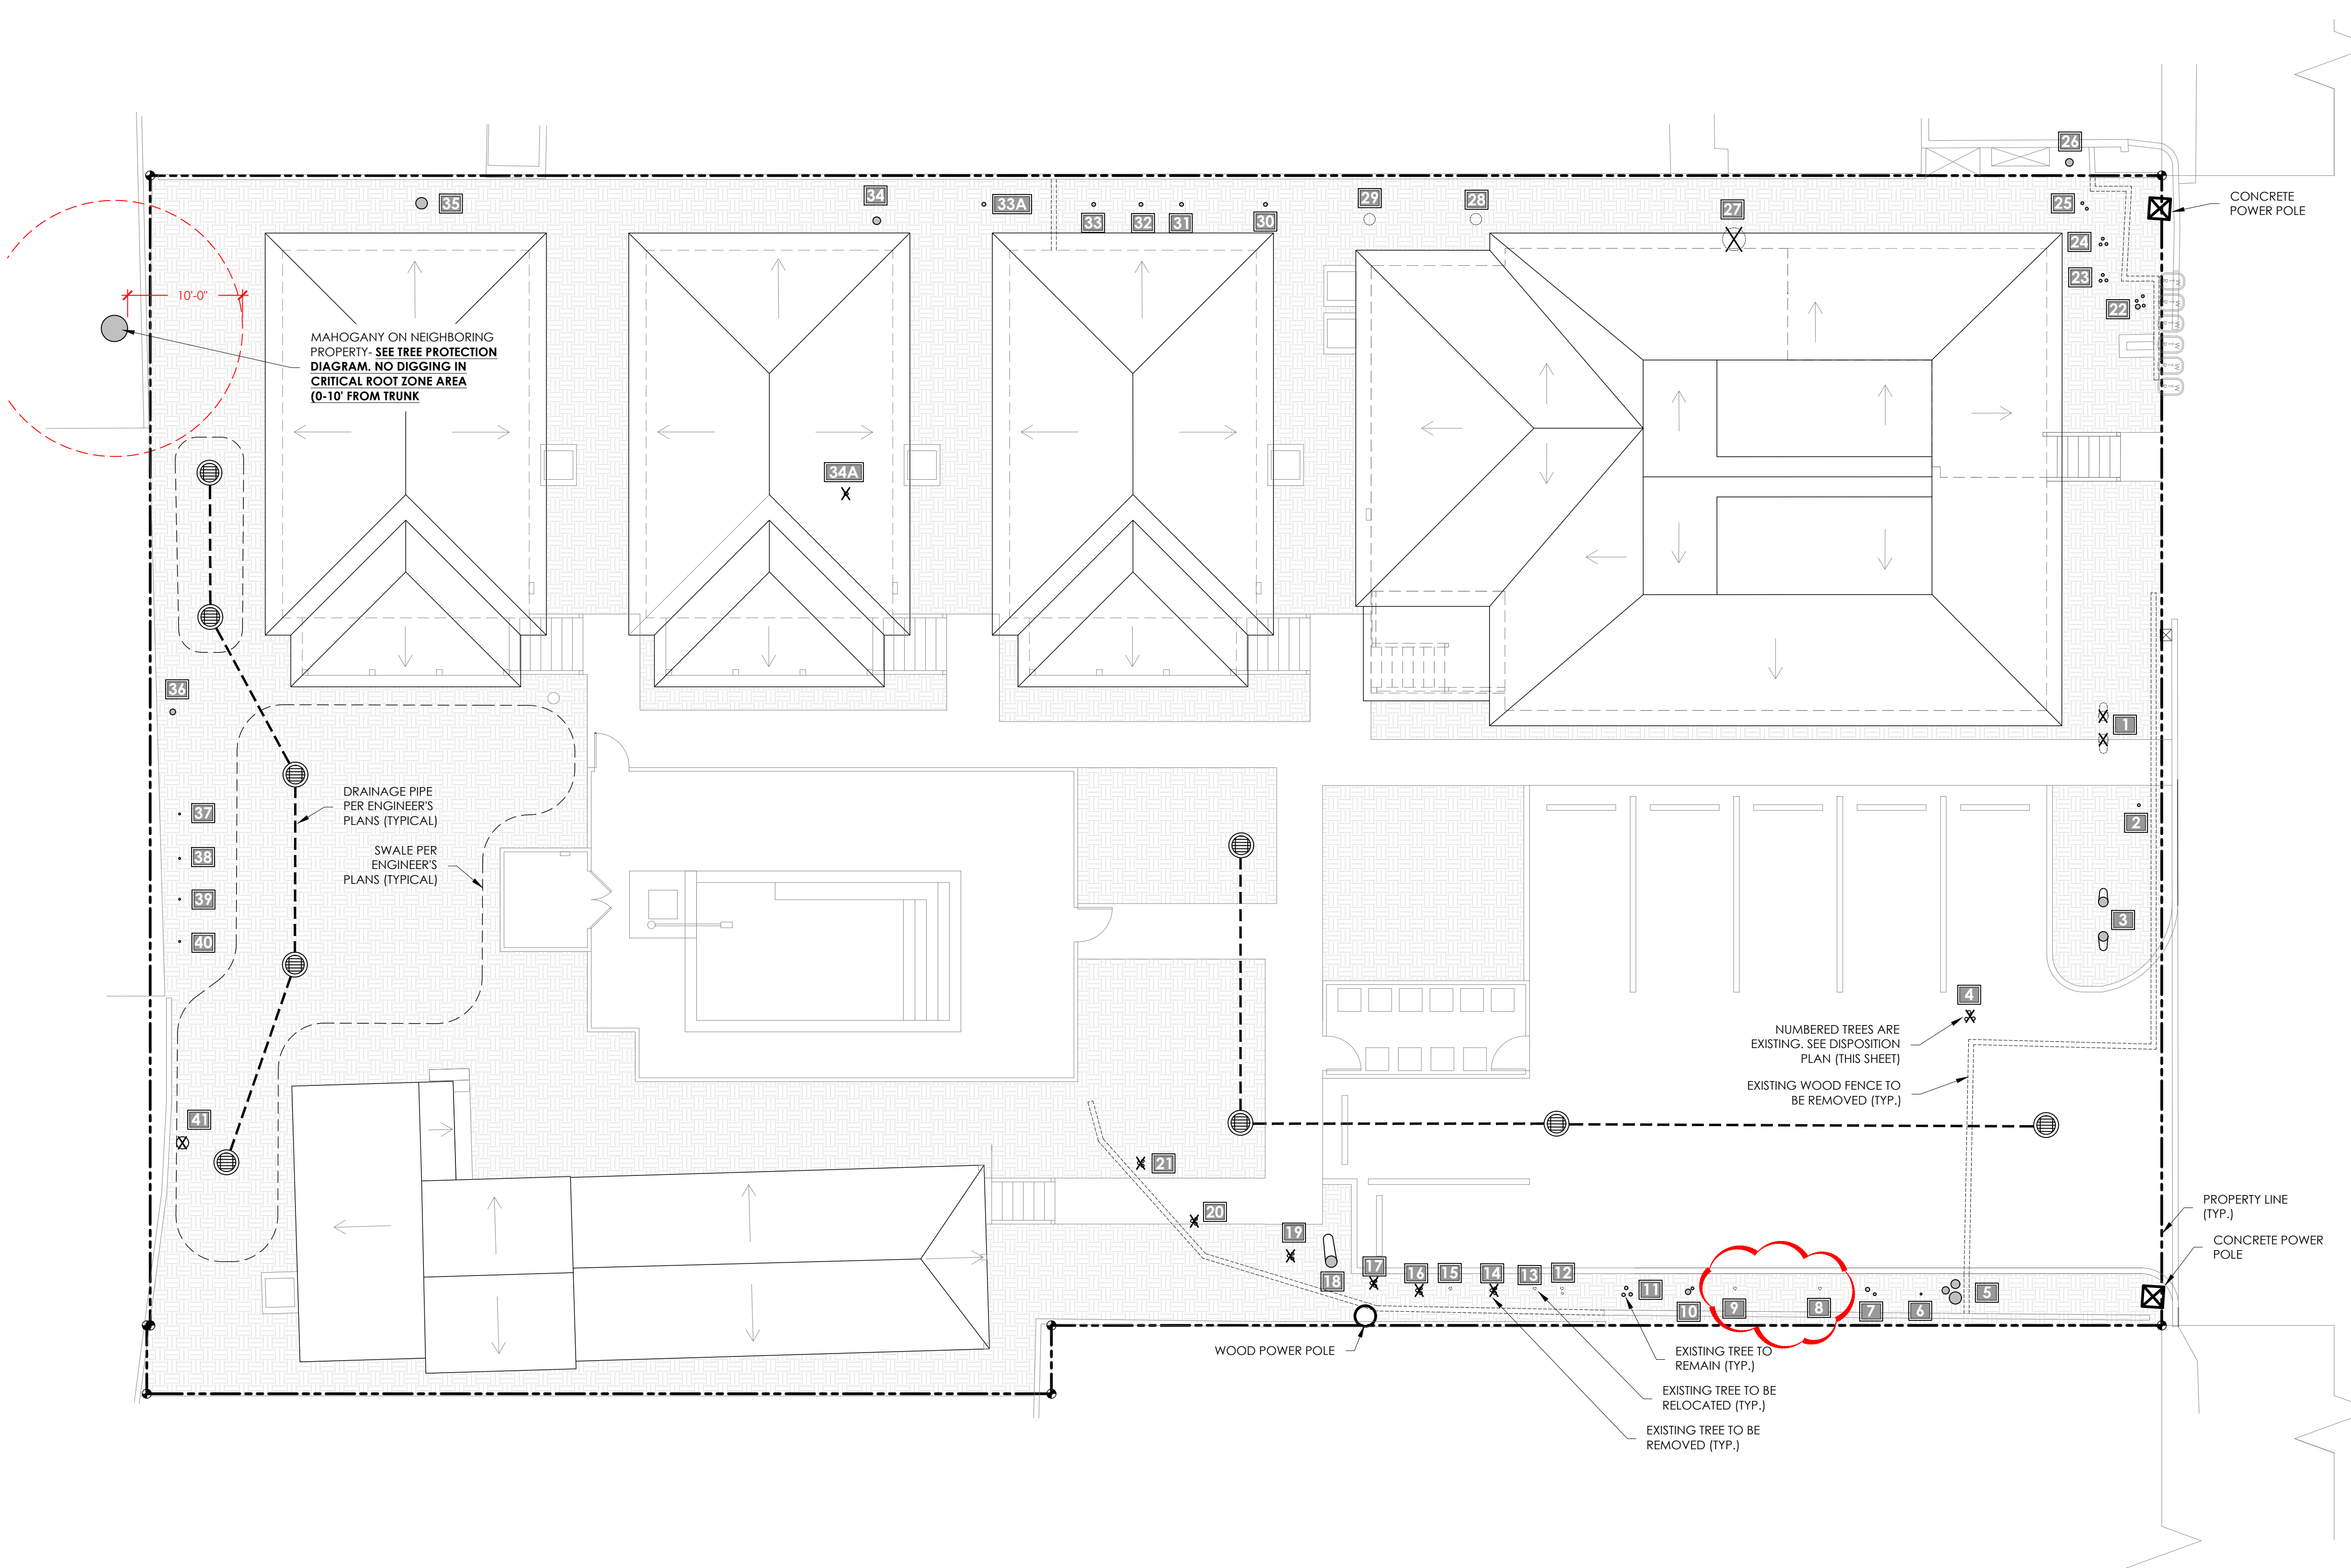 26
CONCRETE
POWER POLE
35
34
33A
33
32
31
30
29
28
27
25
24
23
22
10'-0"
MAHOGANY ON NEIGHBORING
PROPERTY- SEE TREE PROTECTION
DIAGRAM. NO DIGGING IN
CRITICAL ROOT ZONE AREA
(0-10' FROM TRUNK
34A
36
1
DRAINAGE PIPE
PER ENGINEER'S
PLANS (TYPICAL)
37
2
SWALE PER
ENGINEER'S
PLANS (TYPICAL)
38
39
40
3
4
NUMBERED TREES ARE
EXISTING. SEE DISPOSITION
PLAN (THIS SHEET)
EXISTING WOOD FENCE TO
BE REMOVED (TYP.)
41
21
20
19
PROPERTY LINE
(TYP.)
CONCRETE POWER
POLE
18
17
16
15
14
13
12
11
10
9
8
7
6
5
WOOD POWER POLE
EXISTING TREE TO
REMAIN (TYP.)
EXISTING TREE TO BE
RELOCATED (TYP.)
EXISTING TREE TO BE
REMOVED (TYP.)